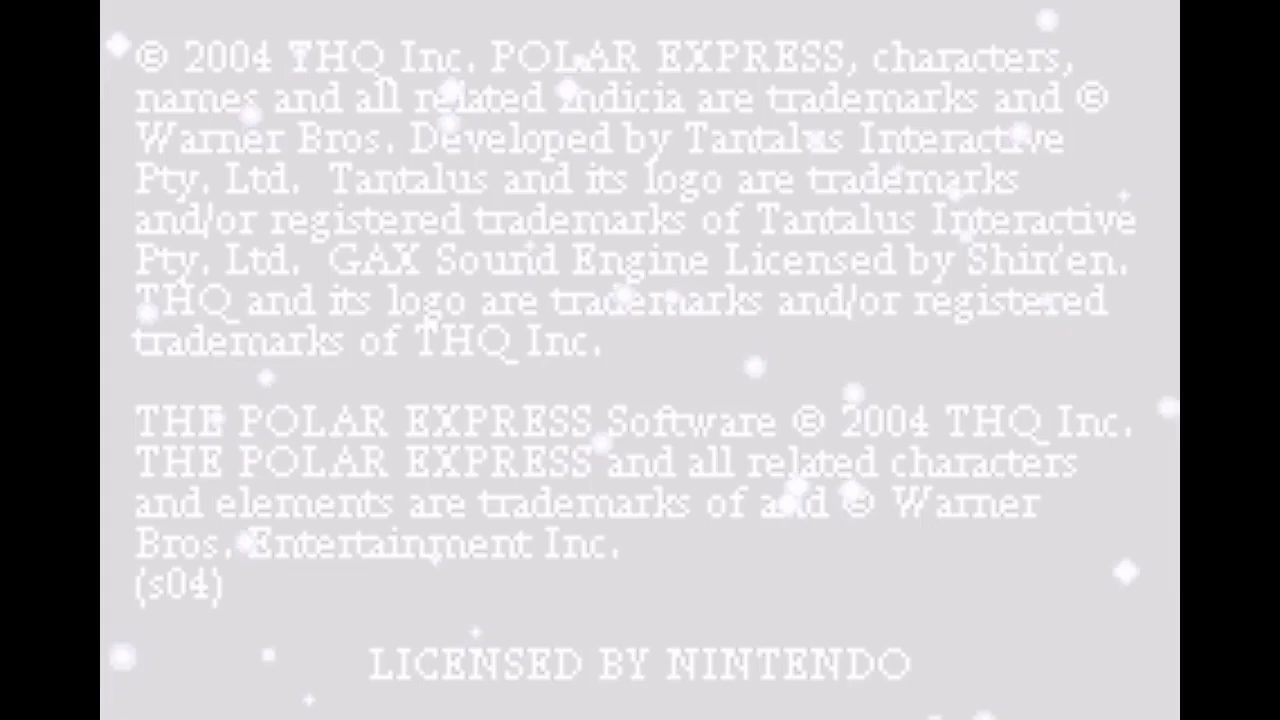 © 2004 THQ Inc. POLAR EXPRESS, characters,
names and all related indicia are trademarks and ©
Warner Bros. Developed by Tantalus Interactive
Pty. Ltd. Tantalus and its logo are trademarks
and/or registered trademarks of Tantalus Interactive
Pty. Ltd. GAX Sound Engine Licensed by Shin'en.
THQ and its logo are trademarks and/or registered
trademarks of THQ Inc.
THE POLAR EXPRESS Software © 2004 THQ Inc.
THE POLAR EXPRESS and all related characters
and elements are trademarks of and © Warner
Bros. Entertainment Inc.
(s04)
LICENSED BY NINTENDO